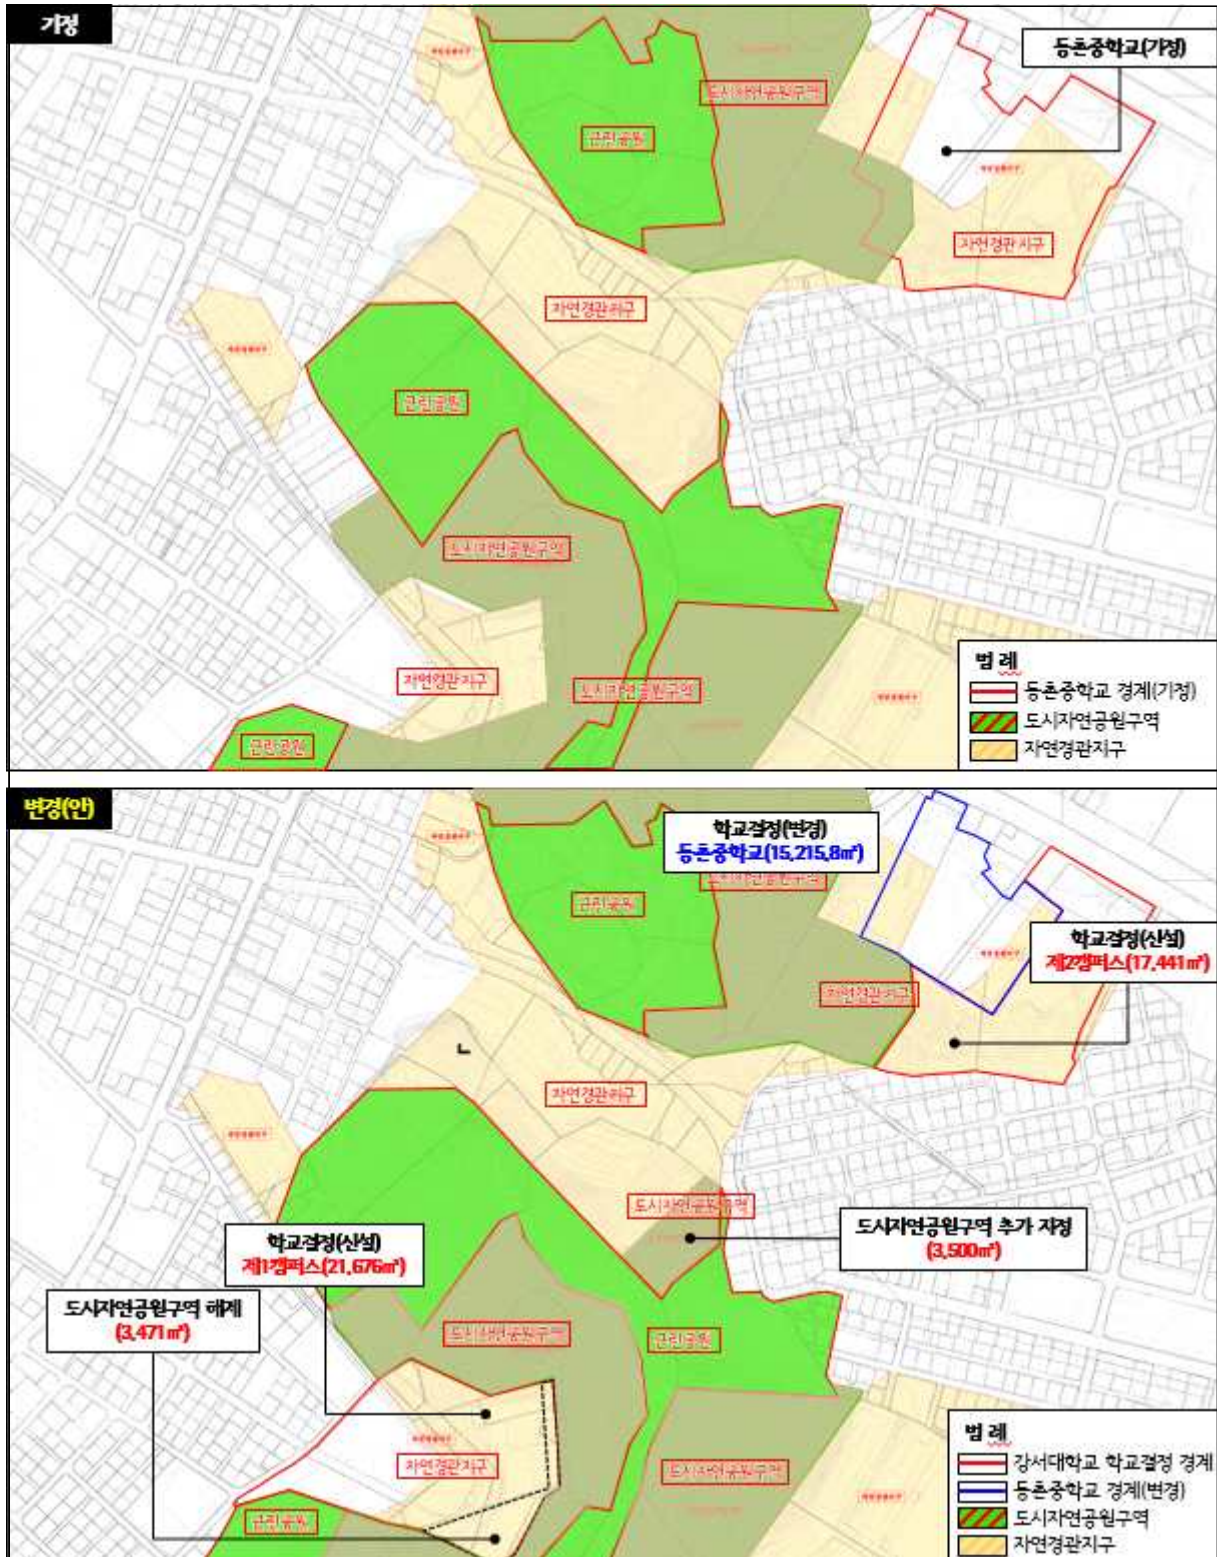 기정
등촌중학교(기정)
도시자연공원구역
근린공원
자연경관지구
자연경관지구
근린공원
도시자연공원구역
자연경관지구
도시자연공원구역
근린공원
범 례
등촌중학교 경계(기정)
도시자연공원구역
자연경관지구
변경(안)
학교결정(변경)
등촌중학교(15,215.8㎡)
도시자연공원구역
근린공원
학교결정(신설)
제2캠퍼스(17,441㎡)
자연경관지구
ㄴ
자연경관지구
도시자연공원구역
도시자연공원구역 추가 지정
(3,500㎡)
학교결정(신설)
제1캠퍼스(21,676㎡)
도시자연공원구역 해제
(3,471㎡)
도시자연공원구역
근린공원
자연경관지구
도시자연공원구역
근린공원
범 례
강서대학교 학교결정 경계
등촌중학교 경계(변경)
도시자연공원구역
자연경관지구